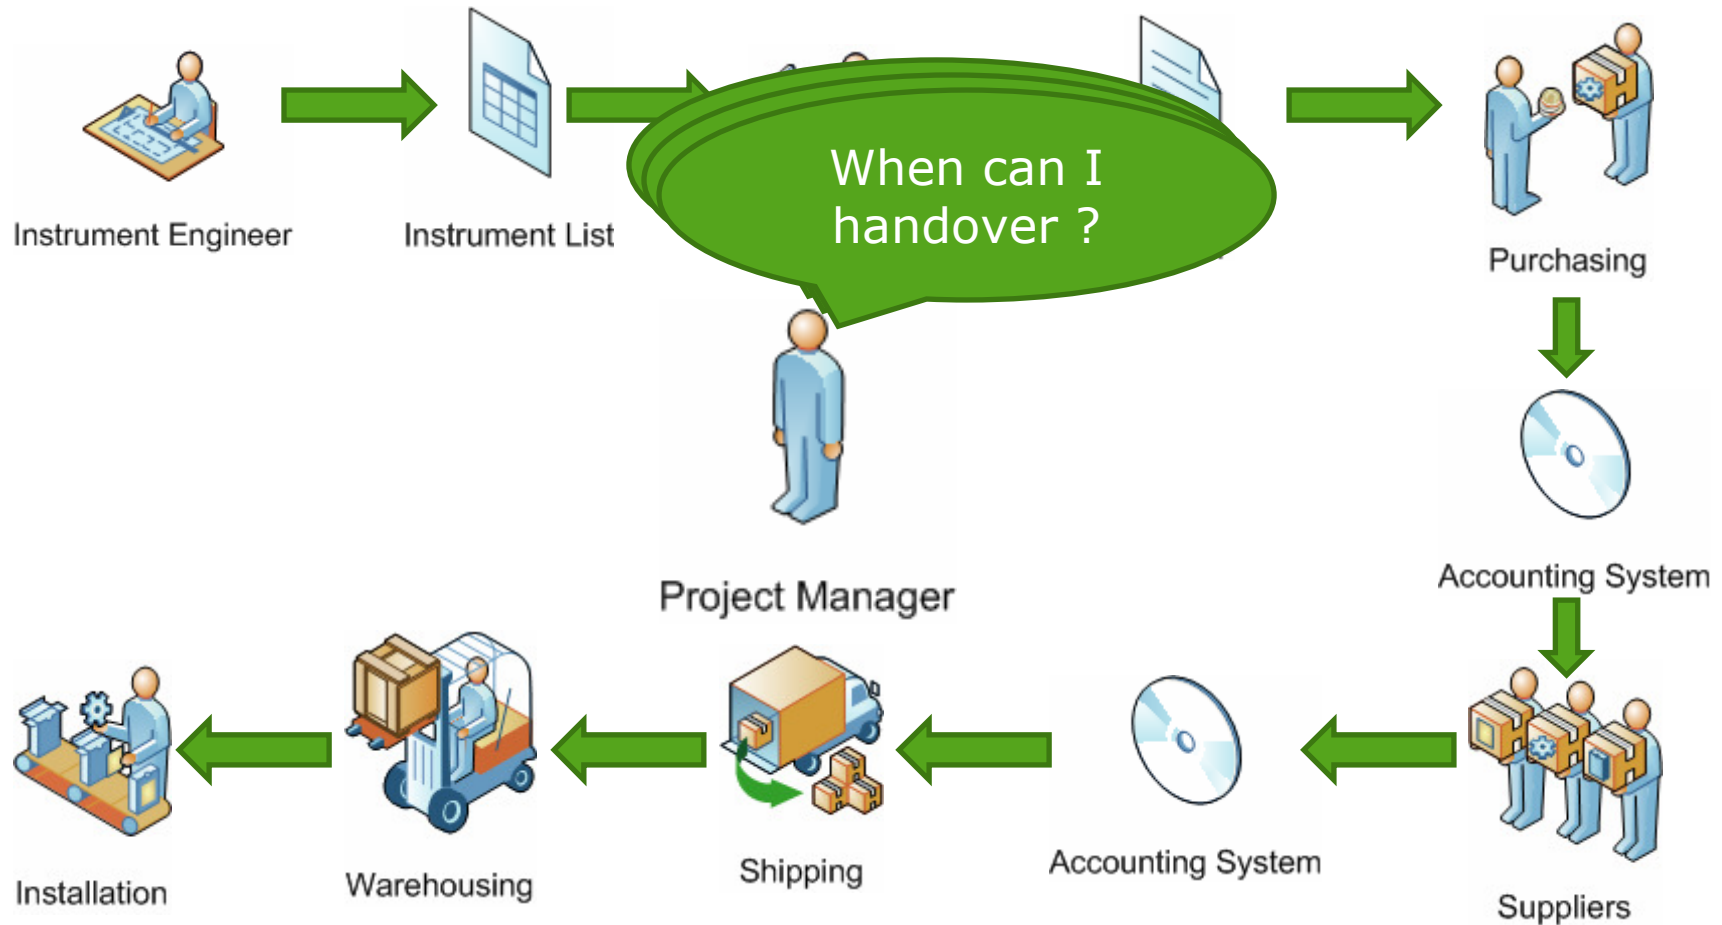 When can I
handover ?
Instrument Engineer
Instrument List
Purchasing
Project Manager
Accounting System
Installation
Warehousing
Shipping
Accounting System
Suppliers